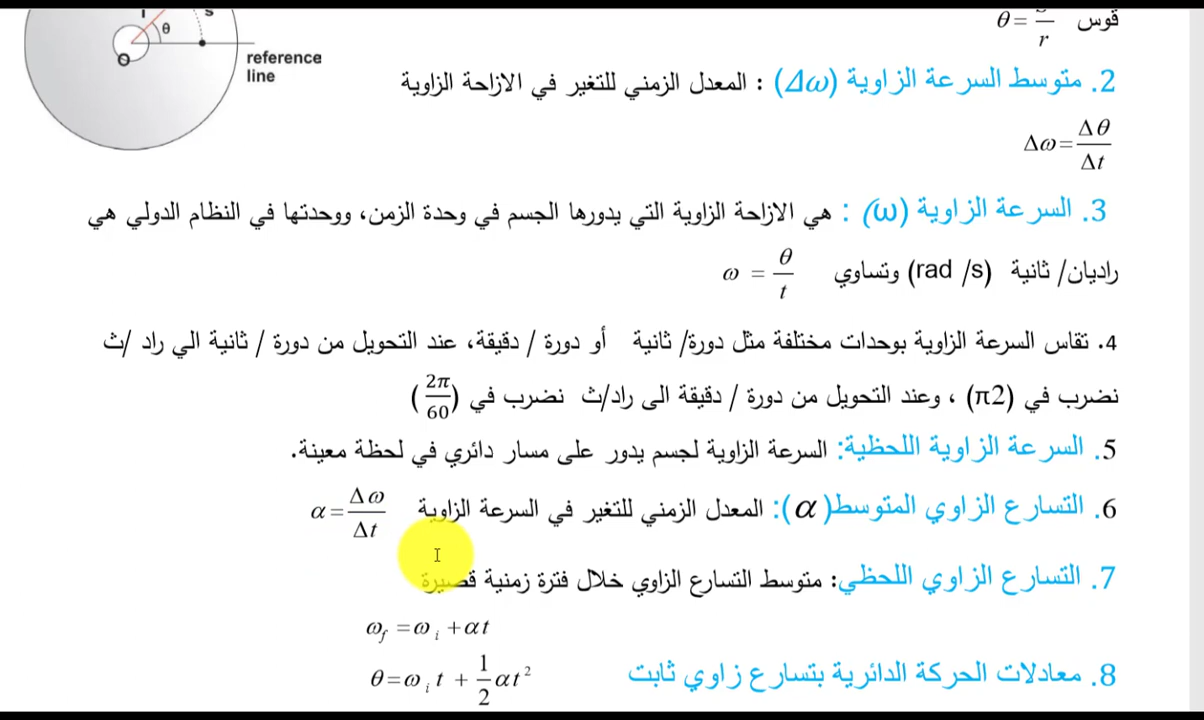 r s
θ
O
reference
line
قوس θ = s/r
2. متوسط السرعة الزاوية (Δω) : المعدل الزمني للتغير في الازاحة الزاوية
Δω = Δθ/Δt
3. السرعة الزاوية (ω) : هي الازاحة الزاوية التي يدورها الجسم في وحدة الزمن، ووحدتها في النظام الدولي هي
راديان/ ثانية (rad /s) وتساوي ω = θ/t
4. تقاس السرعة الزاوية بوحدات مختلفة مثل دورة/ ثانية أو دورة / دقيقة، عند التحويل من دورة / ثانية الي راد /ث
نضرب في (π2) ، وعند التحويل من دورة / دقيقة الى راد/ث نضرب في (2π/60)
5. السرعة الزاوية اللحظية: السرعة الزاوية لجسم يدور على مسار دائري في لحظة معينة.
6. التسارع الزاوي المتوسط(α): المعدل الزمني للتغير في السرعة الزاوية α = Δω/Δt
7. التسارع الزاوي اللحظي: متوسط التسارع الزاوي خلال فترة زمنية قصيرة
ω_f = ω_i + αt
8. معادلات الحركة الدائرية بتسارع زاوي ثابت θ = ω_i t + 1/2 αt²